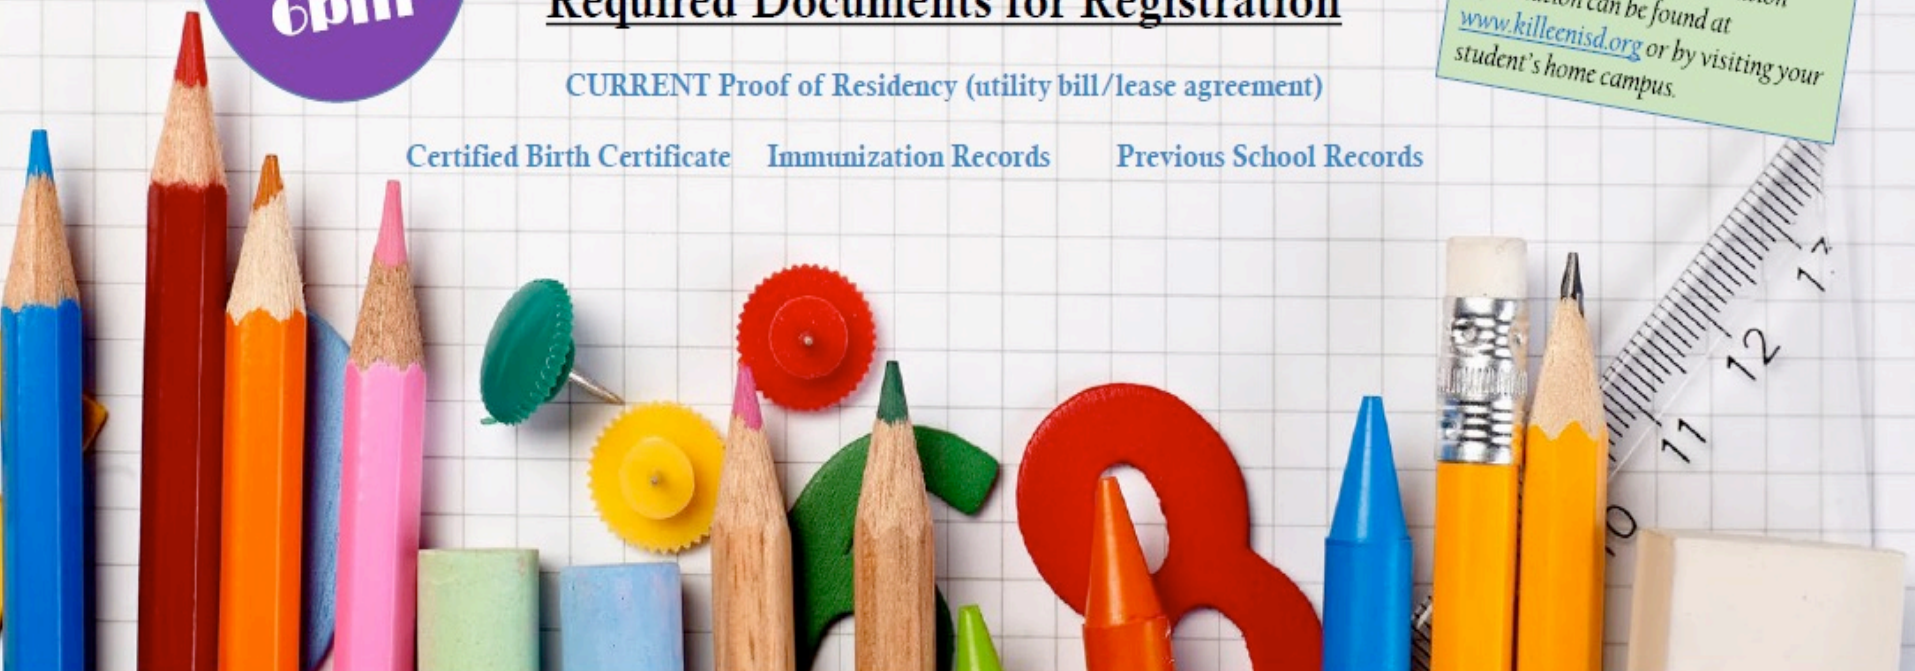 6pm
Required Documents for Registration
can be found at
www.killeenisd.org or by visiting your
student's home campus.
CURRENT Proof of Residency (utility bill/lease agreement)
Certified Birth Certificate Immunization Records Previous School Records
12
11
10